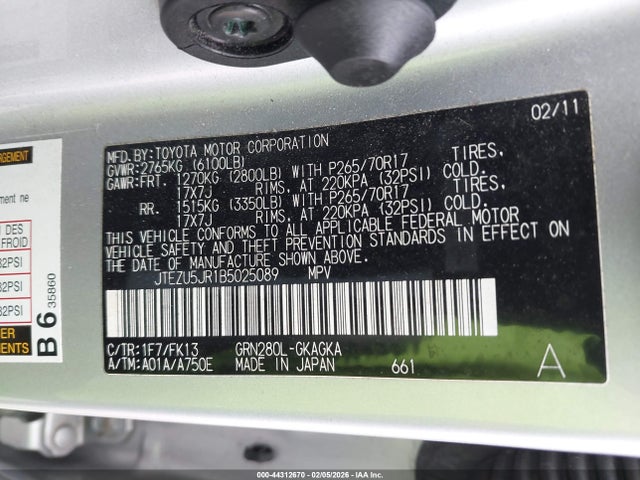 02/11
MFD.BY:TOYOTA MOTOR CORPORATION
GVWR:2765KG (6100LB)
GAWR:FRT. 1270KG (2800LB) WITH P265/70R17 TIRES,
17X7J RIMS, AT 220KPA (32PSI) COLD.
RR. 1515KG (3350LB) WITH P265/70R17 TIRES,
17X7J RIMS, AT 220KPA (32PSI) COLD.
THIS VEHICLE CONFORMS TO ALL APPLICABLE FEDERAL MOTOR
VEHICLE SAFETY AND THEFT PREVENTION STANDARDS IN EFFECT ON
THE DATE OF MANUFACTURE SHOWN ABOVE.
JTEZU5JR1B5025089 MPV
C/TR:1F7/FK13 GRN280L-GKAGKA
A/TM:A01A/A750E MADE IN JAPAN 661 A
B6 35860
000-44312670 - 02/05/2026 - IAA Inc.